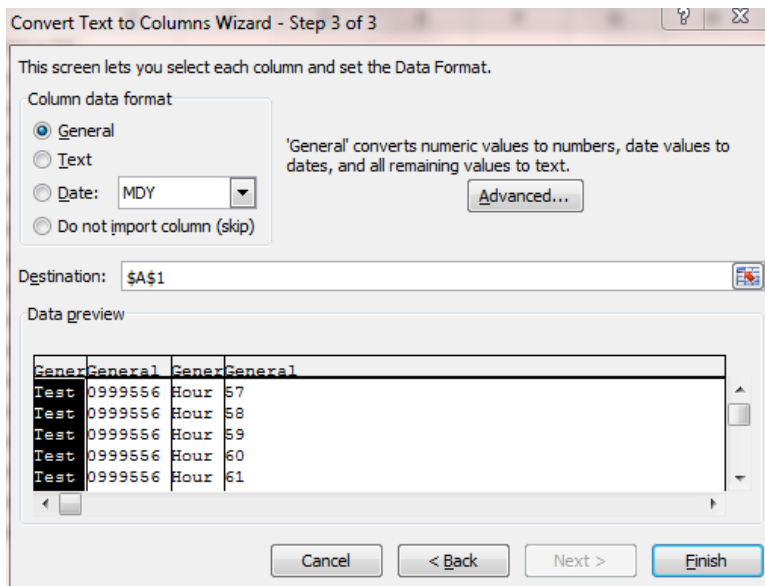 Convert Text to Columns Wizard - Step 3 of 3
This screen lets you select each column and set the Data Format.
Column data format
General
Text
Date: MDY
Do not import column (skip)
'General' converts numeric values to numbers, date values to
dates, and all remaining values to text.
Advanced...
Destination: $A$1
Data preview
GenerGeneral GenerGeneral
Test 0999556 Hour 57
Test 0999556 Hour 58
Test 0999556 Hour 59
Test 0999556 Hour 60
Test 0999556 Hour 61
Cancel < Back Next > Finish